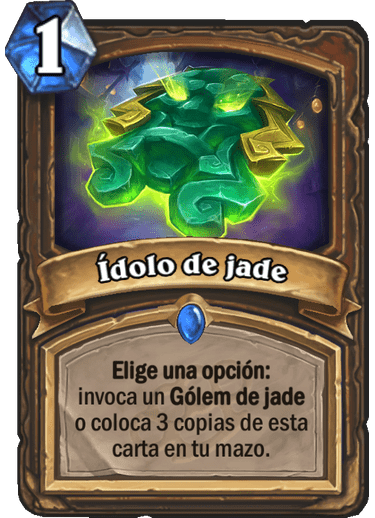 1
Ídolo de jade
Elige una opción:
invoca un Gólem de jade
o coloca 3 copias de esta
carta en tu mazo.